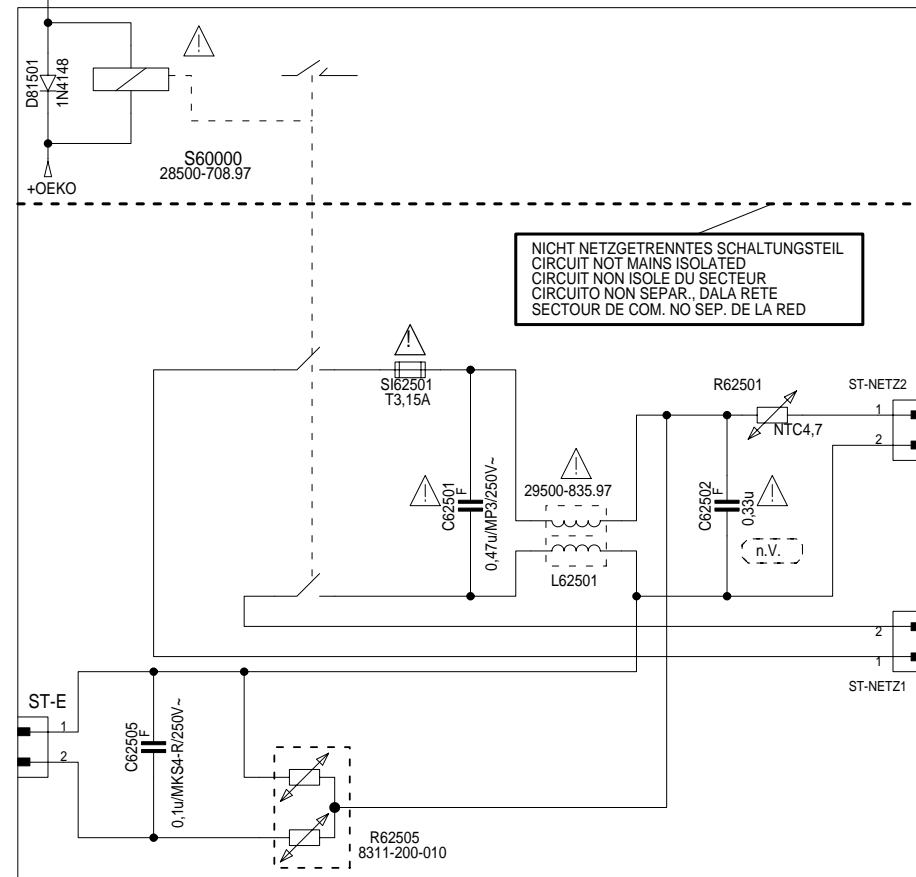 D81501
1N4148
S60000
28500-708.97
+OEKO
NICHT NETZGETRENNTES SCHALTUNGSTEIL
CIRCUIT NOT MAINS ISOLATED
CIRCUIT NON ISOLE DU SECTEUR
CIRCUITO NON SEPAR., DALA RETE
SECTOUR DE COM. NO SEP. DE LA RED
!
!
SI62501
T3,15A
R62501
NTC4,7
ST-NETZ2
1
2
!
C62501
F
0,47u/MP3/250V~
!
29500-835.97
L62501
C62502
F
0,33u
!
n.V.
2
1
ST-NETZ1
ST-E
1
2
C62505
F
0,1u/MKS4-R/250V~
R62505
8311-200-010